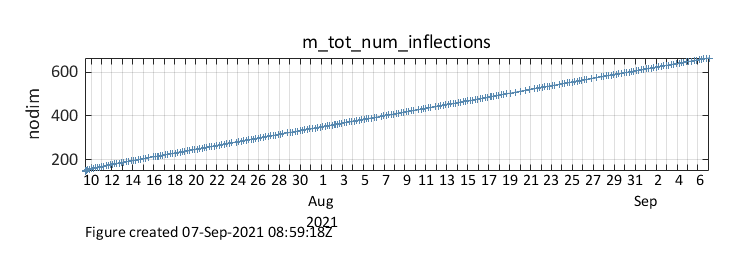 m_tot_num_inflections
nodim
600
400
200
10 12 14 16 18 20 22 24 26 28 30 1 3 5 7 9 11 13 15 17 19 21 23 25 27 29 31 2 4 6
Aug Sep
2021
Figure created 07-Sep-2021 08:59:18Z